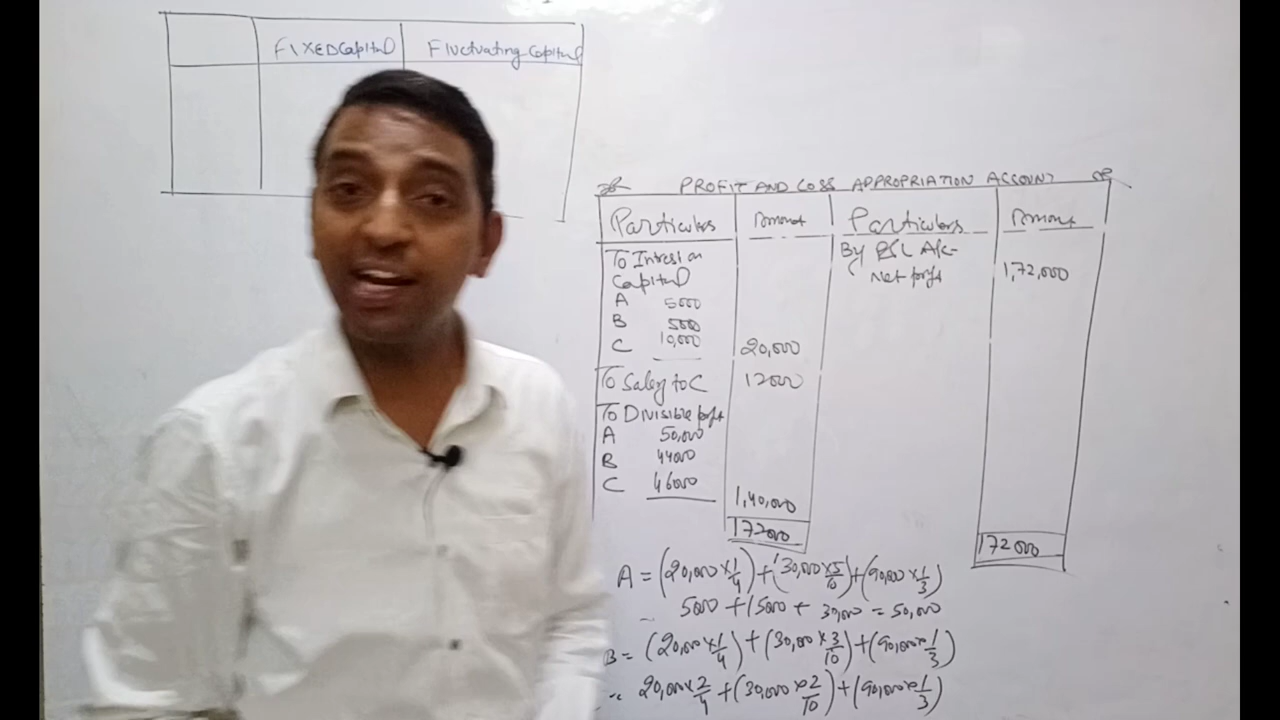 FIXED Capital Fluctuating Capital
PROFIT AND LOSS APPROPRIATION ACCOUNT
Particulars Amount Particulars Amount
To Intrest on
Capital
By P&L A/c-
Net profit 1,72,000
A 5000
B 5000
C 10,000 20,000
To Salary to C 12000
To Divisible profit
A 50,000
B 44000
C 46000
1,40,000
172000 172000
A = (20,000 × 1/4) + (30,000 × 5/10) + (90,000 × 1/3)
5000 + 15000 + 30,000 = 50,000
B = (20,000 × 1/4) + (30,000 × 3/10) + (90,000 × 1/3)
20,000 × 2/4 + (30,000 × 2/10) + (90,000 × 1/3)